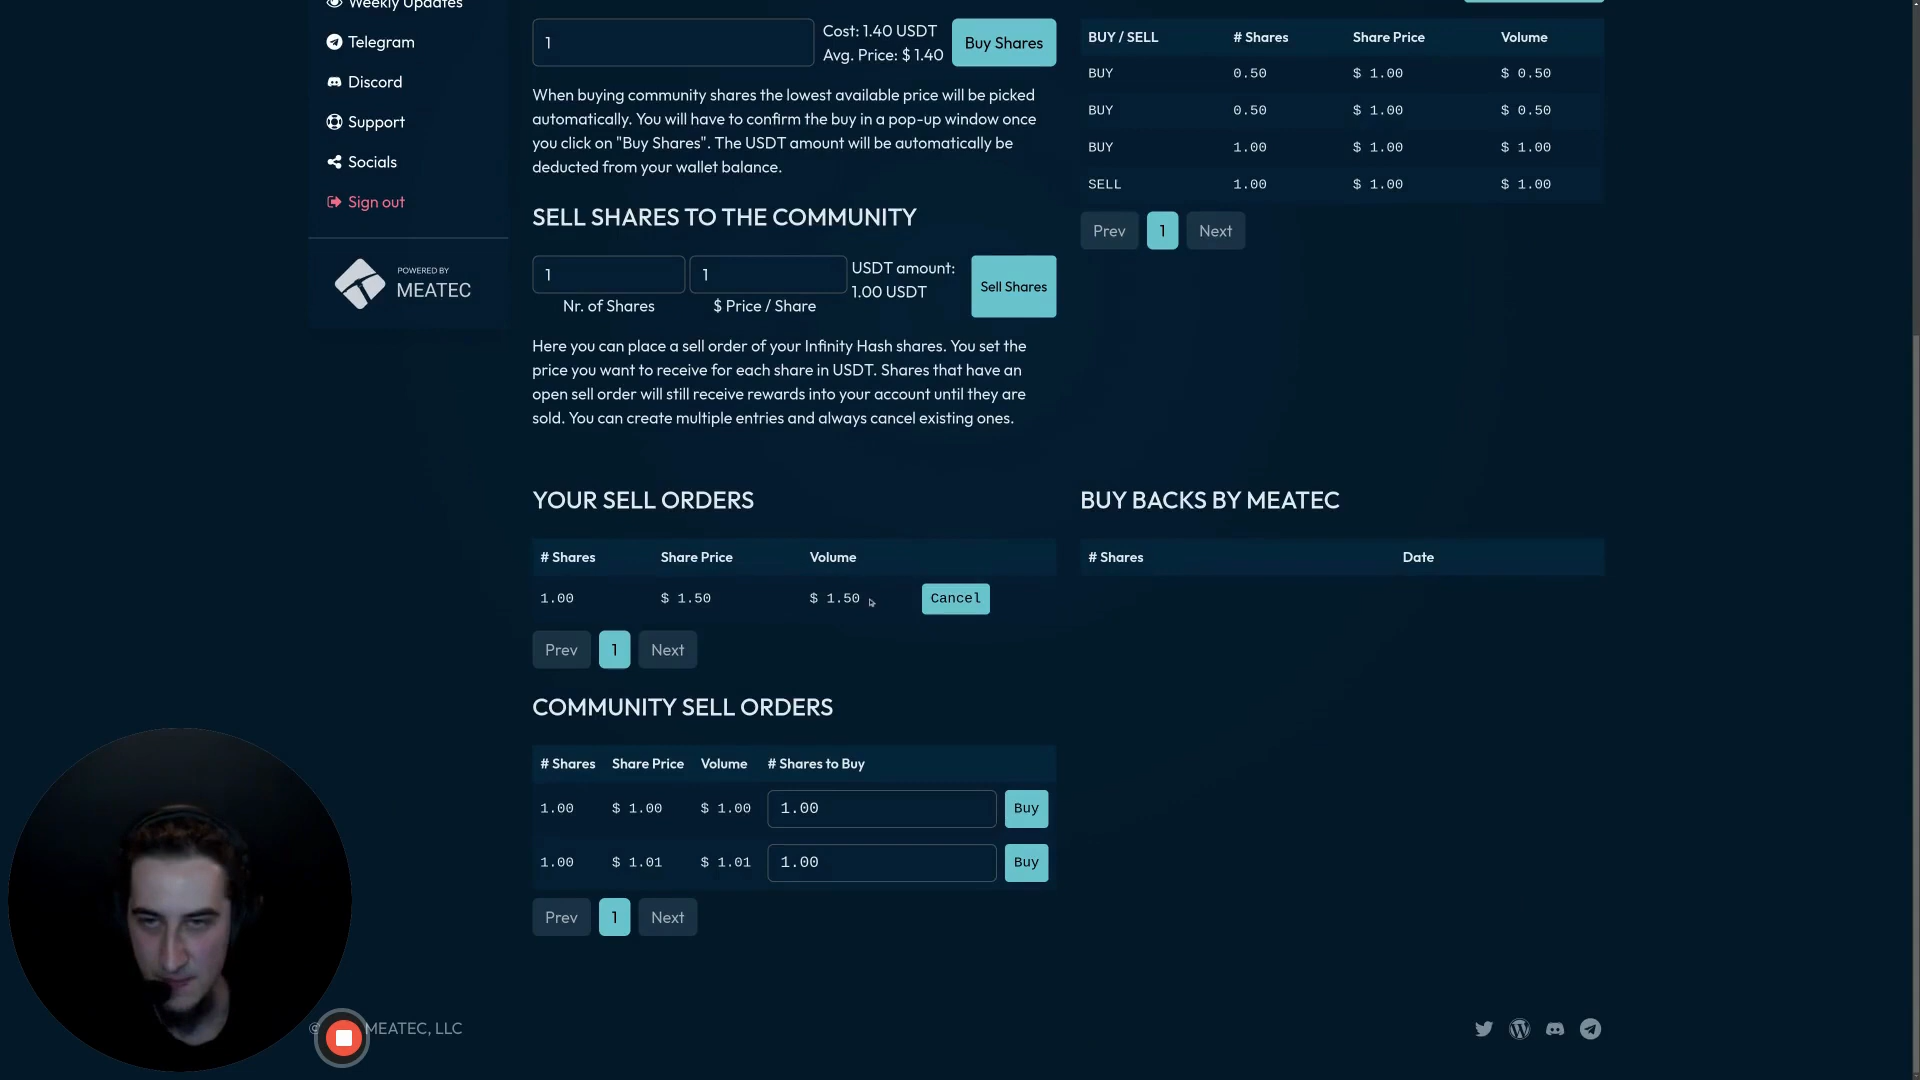 Weekly Updates
Telegram
Discord
Support
Socials
Sign out
POWERED BY
MEATEC
1
Cost: 1.40 USDT
Avg. Price: $ 1.40
Buy Shares
When buying community shares the lowest available price will be picked
automatically. You will have to confirm the buy in a pop-up window once
you click on "Buy Shares". The USDT amount will be automatically be
deducted from your wallet balance.
SELL SHARES TO THE COMMUNITY
1 1 USDT amount:
1.00 USDT
Sell Shares
Nr. of Shares $ Price / Share
Here you can place a sell order of your Infinity Hash shares. You set the
price you want to receive for each share in USDT. Shares that have an
open sell order will still receive rewards into your account until they are
sold. You can create multiple entries and always cancel existing ones.
BUY / SELL # Shares Share Price Volume
BUY 0.50 $ 1.00 $ 0.50
BUY 0.50 $ 1.00 $ 0.50
BUY 1.00 $ 1.00 $ 1.00
SELL 1.00 $ 1.00 $ 1.00
Prev 1 Next
YOUR SELL ORDERS
# Shares Share Price Volume
1.00 $ 1.50 $ 1.50 Cancel
Prev 1 Next
BUY BACKS BY MEATEC
# Shares Date
COMMUNITY SELL ORDERS
# Shares Share Price Volume # Shares to Buy
1.00 $ 1.00 $ 1.00 1.00 Buy
1.00 $ 1.01 $ 1.01 1.00 Buy
Prev 1 Next
MEATEC, LLC